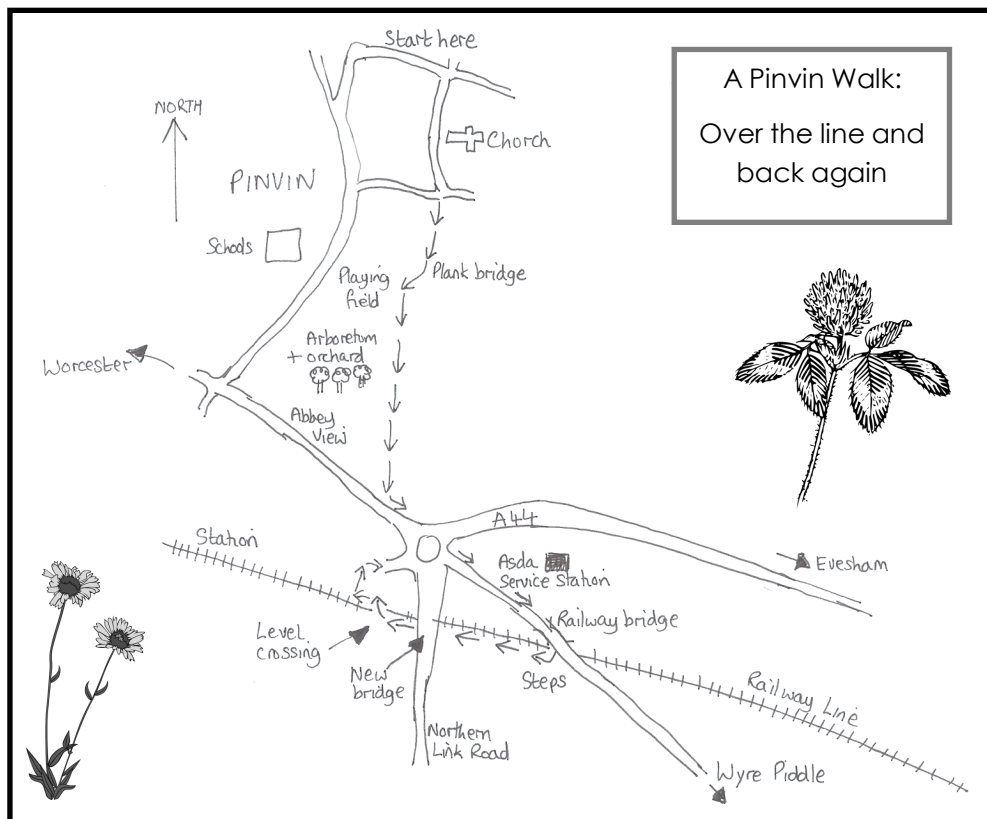 Start here
A Pinvin Walk:
Over the line and
back again
NORTH
Chorch
PINVIN
Schools
Playing
field
Plank bridge
Arboretum
+ orchard
Worcester
Abbey
View
A44
Station
Asda
Service Station
Evesham
Railway bridge
Level
crossing
New
bridge
Steps
Railway Line
Northern
Link Road
Wyre Piddle